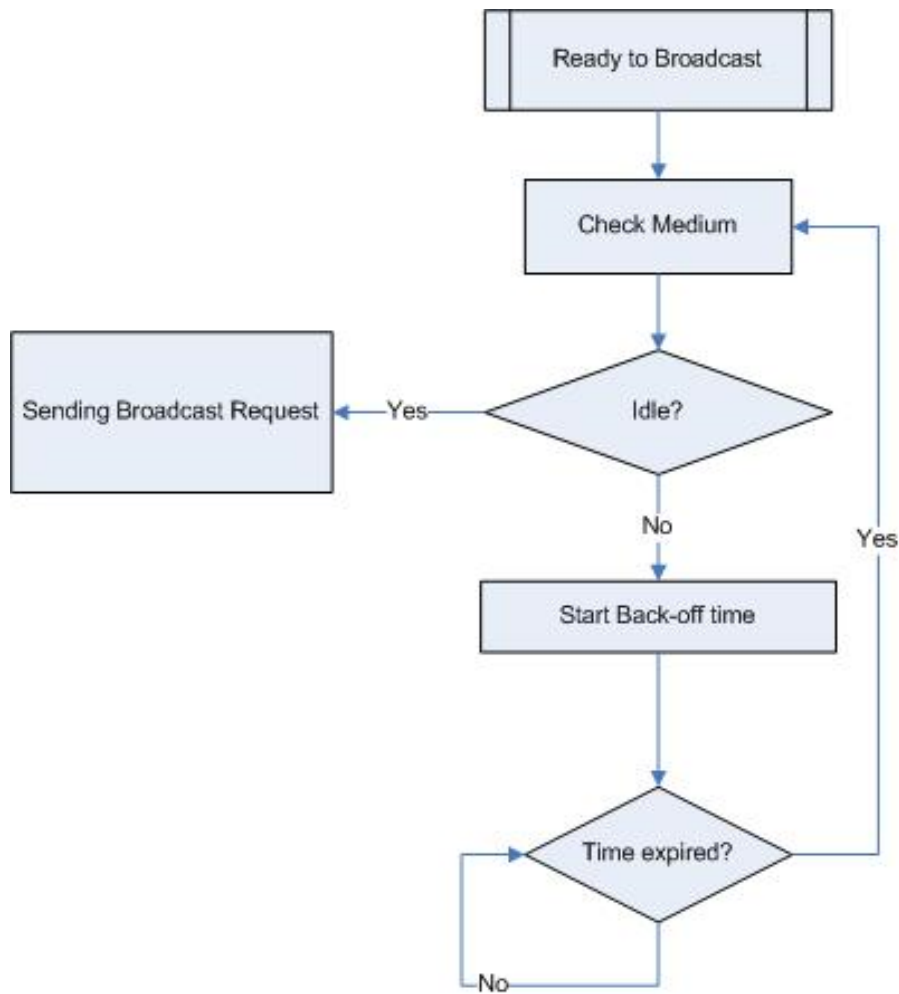 Ready to Broadcast
Check Medium
Idle?
Yes
Sending Broadcast Request
No
Yes
Start Back-off time
Time expired?
No